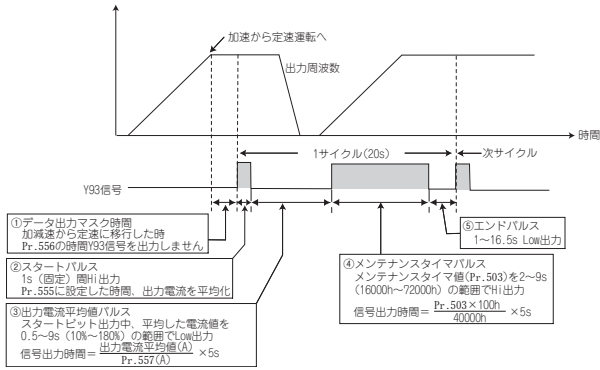 加速から定速運転へ
出力周波数
時間
1サイクル(20s)
次サイクル
Y93信号
①データ出力マスク時間
加減速から定速に移行した時
Pr.556の時間Y93信号を出力しません
②スタートパルス
1s（固定）間Hi出力
Pr.555に設定した時間、出力電流を平均化
③出力電流平均値パルス
スタートビット出力中、平均した電流値を
0.5～9s（10%～180%）の範囲でLow出力
信号出力時間＝ 出力電流平均値(A) / Pr.557(A) ×5s
④メンテナンスタイマパルス
メンテナンスタイマ値(Pr.503)を2～9s
（16000h～72000h）の範囲でHi出力
信号出力時間＝ Pr.503×100h / 40000h ×5s
⑤エンドパルス
1～16.5s Low出力